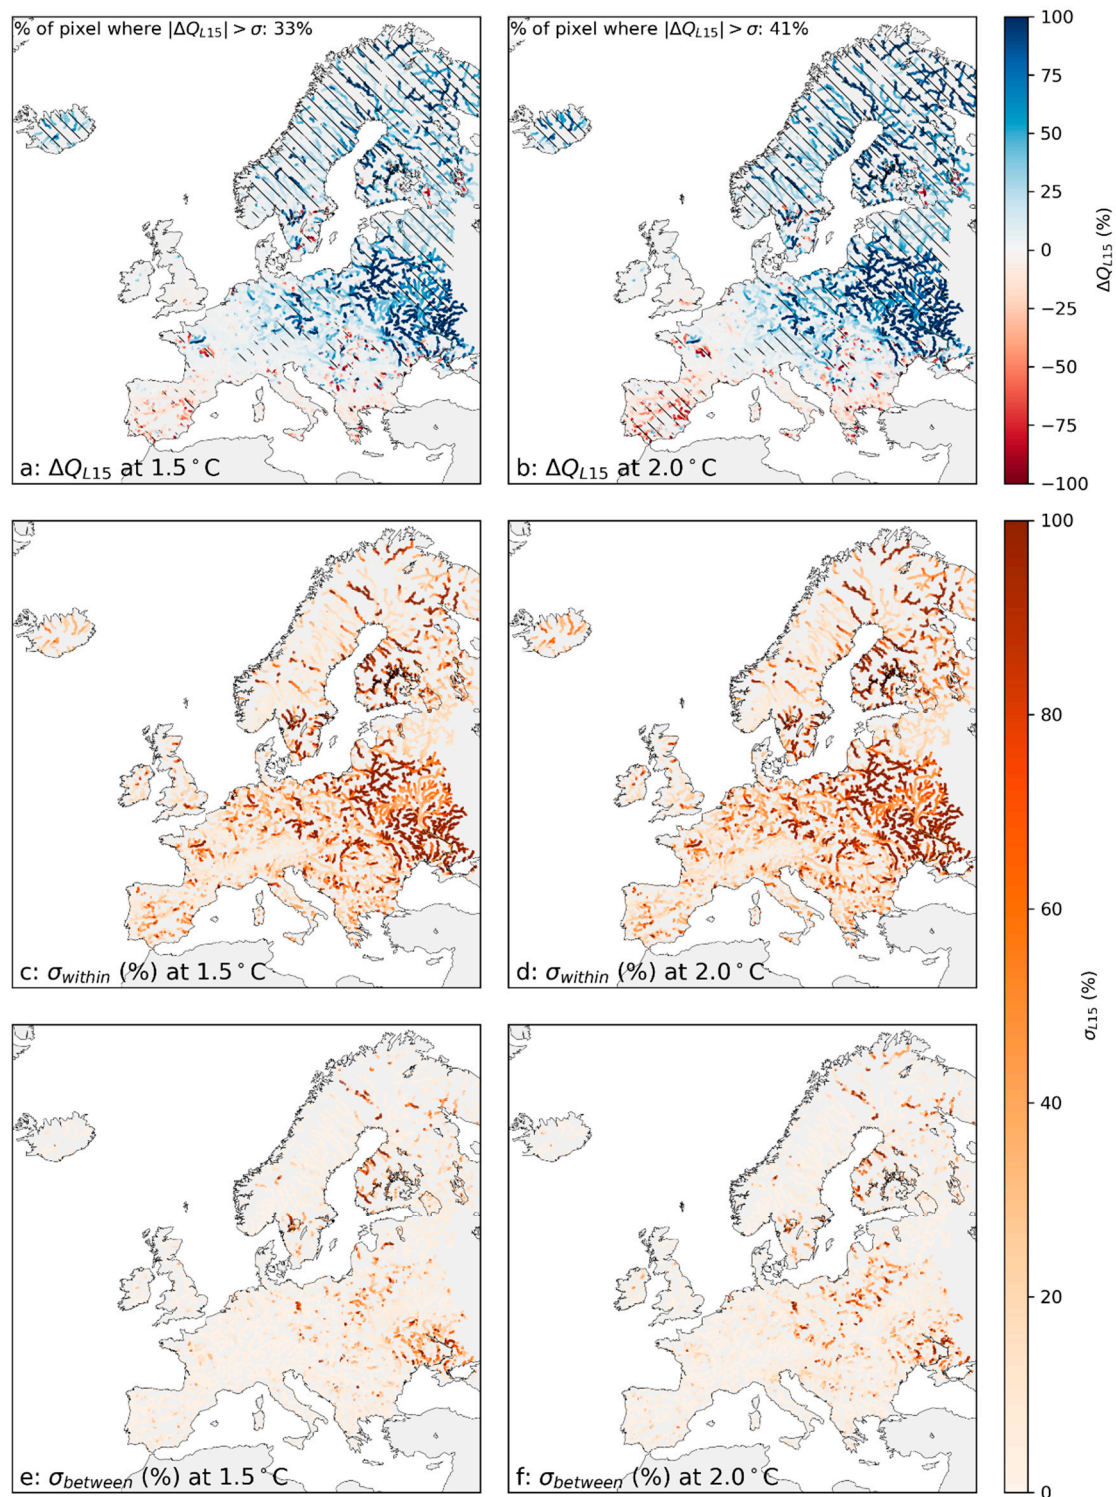 % of pixel where |ΔQ_L15| > σ: 33%
% of pixel where |ΔQ_L15| > σ: 41%
a: ΔQ_L15 at 1.5°C
b: ΔQ_L15 at 2.0°C
100
75
50
25
0
−25
−50
−75
−100
ΔQ_L15 (%)
c: σ_within (%) at 1.5°C
d: σ_within (%) at 2.0°C
e: σ_between (%) at 1.5°C
f: σ_between (%) at 2.0°C
100
80
60
40
20
0
σ_L15 (%)